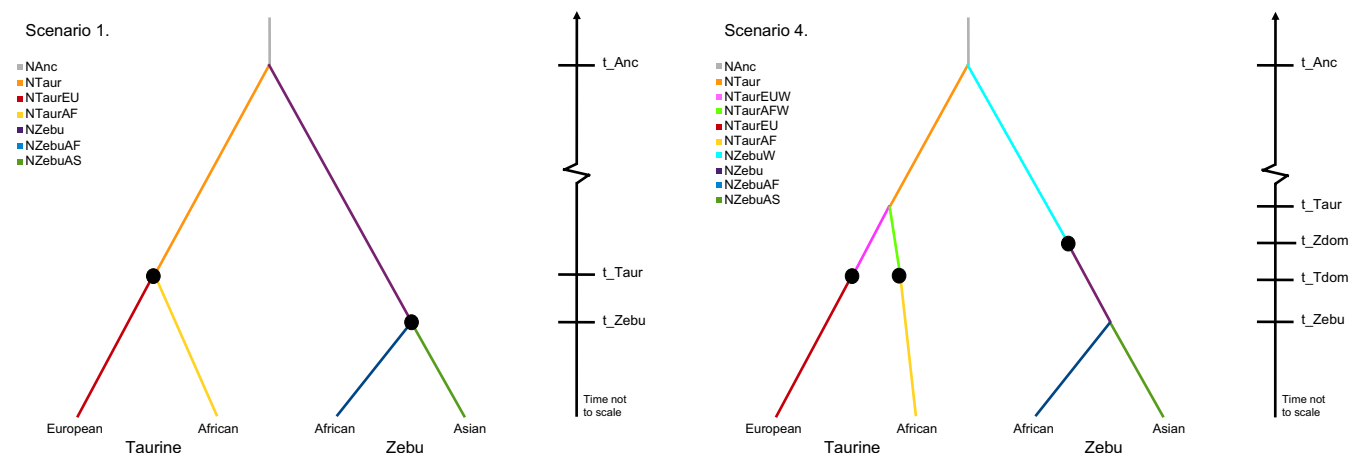 Scenario 1.
NAnc
NTaur
NTaurEU
NTaurAF
NZebu
NZebuAF
NZebuAS
t_Anc
t_Taur
t_Zebu
Time not
to scale
European
African
African
Asian
Taurine
Zebu
Scenario 4.
NAnc
NTaur
NTaurEUW
NTaurAFW
NTaurEU
NTaurAF
NZebuW
NZebu
NZebuAF
NZebuAS
t_Anc
t_Taur
t_Zdom
t_Tdom
t_Zebu
Time not
to scale
European
African
African
Asian
Taurine
Zebu